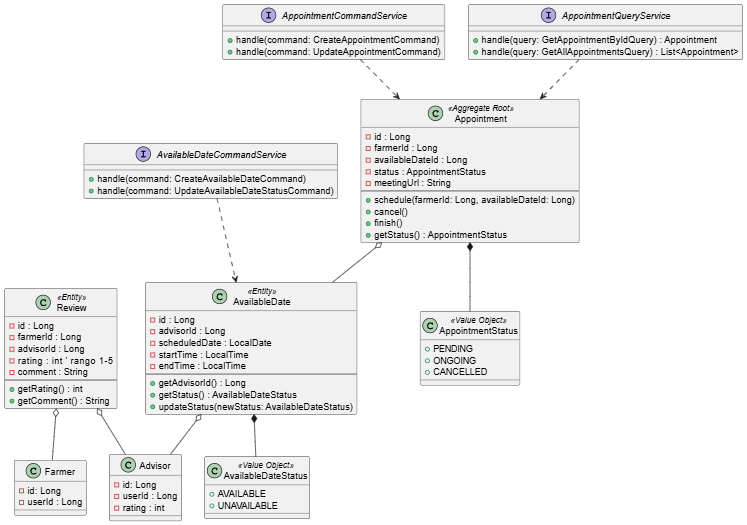 I AppointmentCommandService
handle(command: CreateAppointmentCommand)
handle(command: UpdateAppointmentCommand)
I AppointmentQueryService
handle(query: GetAppointmentByIdQuery) : Appointment
handle(query: GetAllAppointmentsQuery) : List<Appointment>
C «Aggregate Root»
Appointment
id : Long
farmerId : Long
availableDateId : Long
status : AppointmentStatus
meetingUrl : String
schedule(farmerId: Long, availableDateId: Long)
cancel()
finish()
getStatus() : AppointmentStatus
I AvailableDateCommandService
handle(command: CreateAvailableDateCommand)
handle(command: UpdateAvailableDateStatusCommand)
C «Entity»
Review
id : Long
farmerId : Long
advisorId : Long
rating : int ' rango 1-5
comment : String
getRating() : int
getComment() : String
C «Entity»
AvailableDate
id : Long
advisorId : Long
scheduledDate : LocalDate
startTime : LocalTime
endTime : LocalTime
getAdvisorId() : Long
getStatus() : AvailableDateStatus
updateStatus(newStatus: AvailableDateStatus)
C «Value Object»
AppointmentStatus
PENDING
ONGOING
CANCELLED
C Farmer
id: Long
userId : Long
C Advisor
id: Long
userId : Long
rating : int
C «Value Object»
AvailableDateStatus
AVAILABLE
UNAVAILABLE